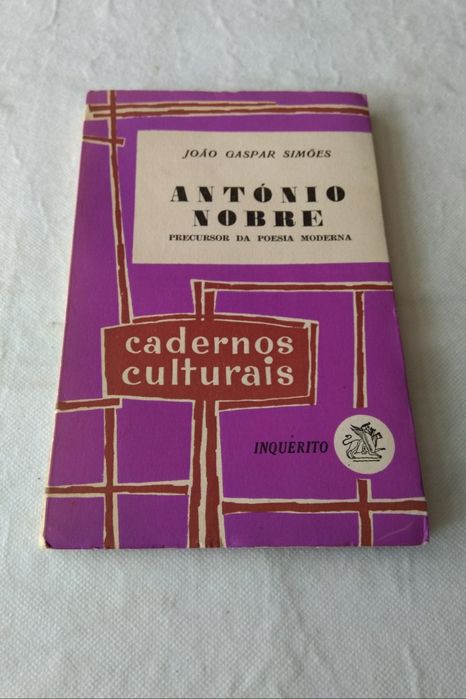 JOÃO GASPAR SIMÕES
ANTÓNIO
NOBRE
PRECURSOR DA POESIA MODERNA
cadernos
culturais
INQUÉRITO